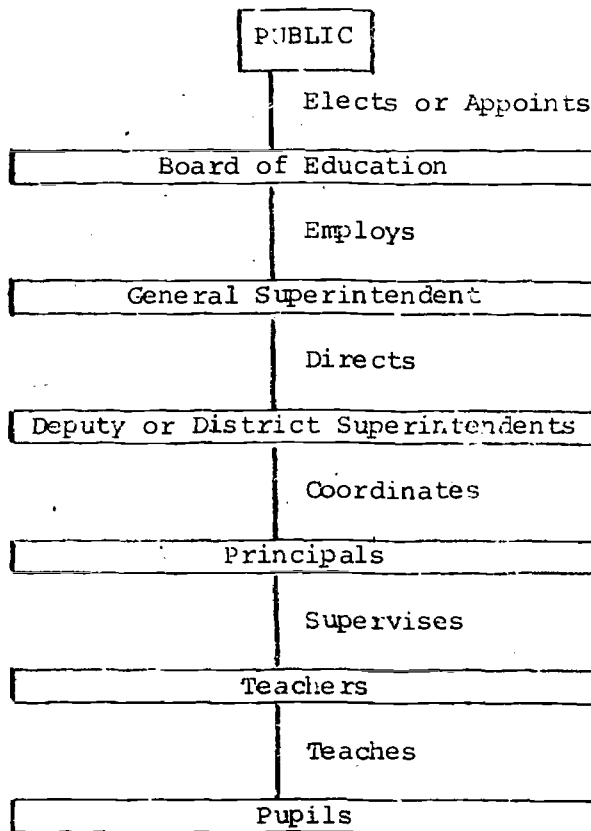 PUBLIC
Elects or Appoints
Board of Education
Employs
General Superintendent
Directs
Deputy or District Superintendents
Coordinates
Principals
Supervises
Teachers
Teaches
Pupils